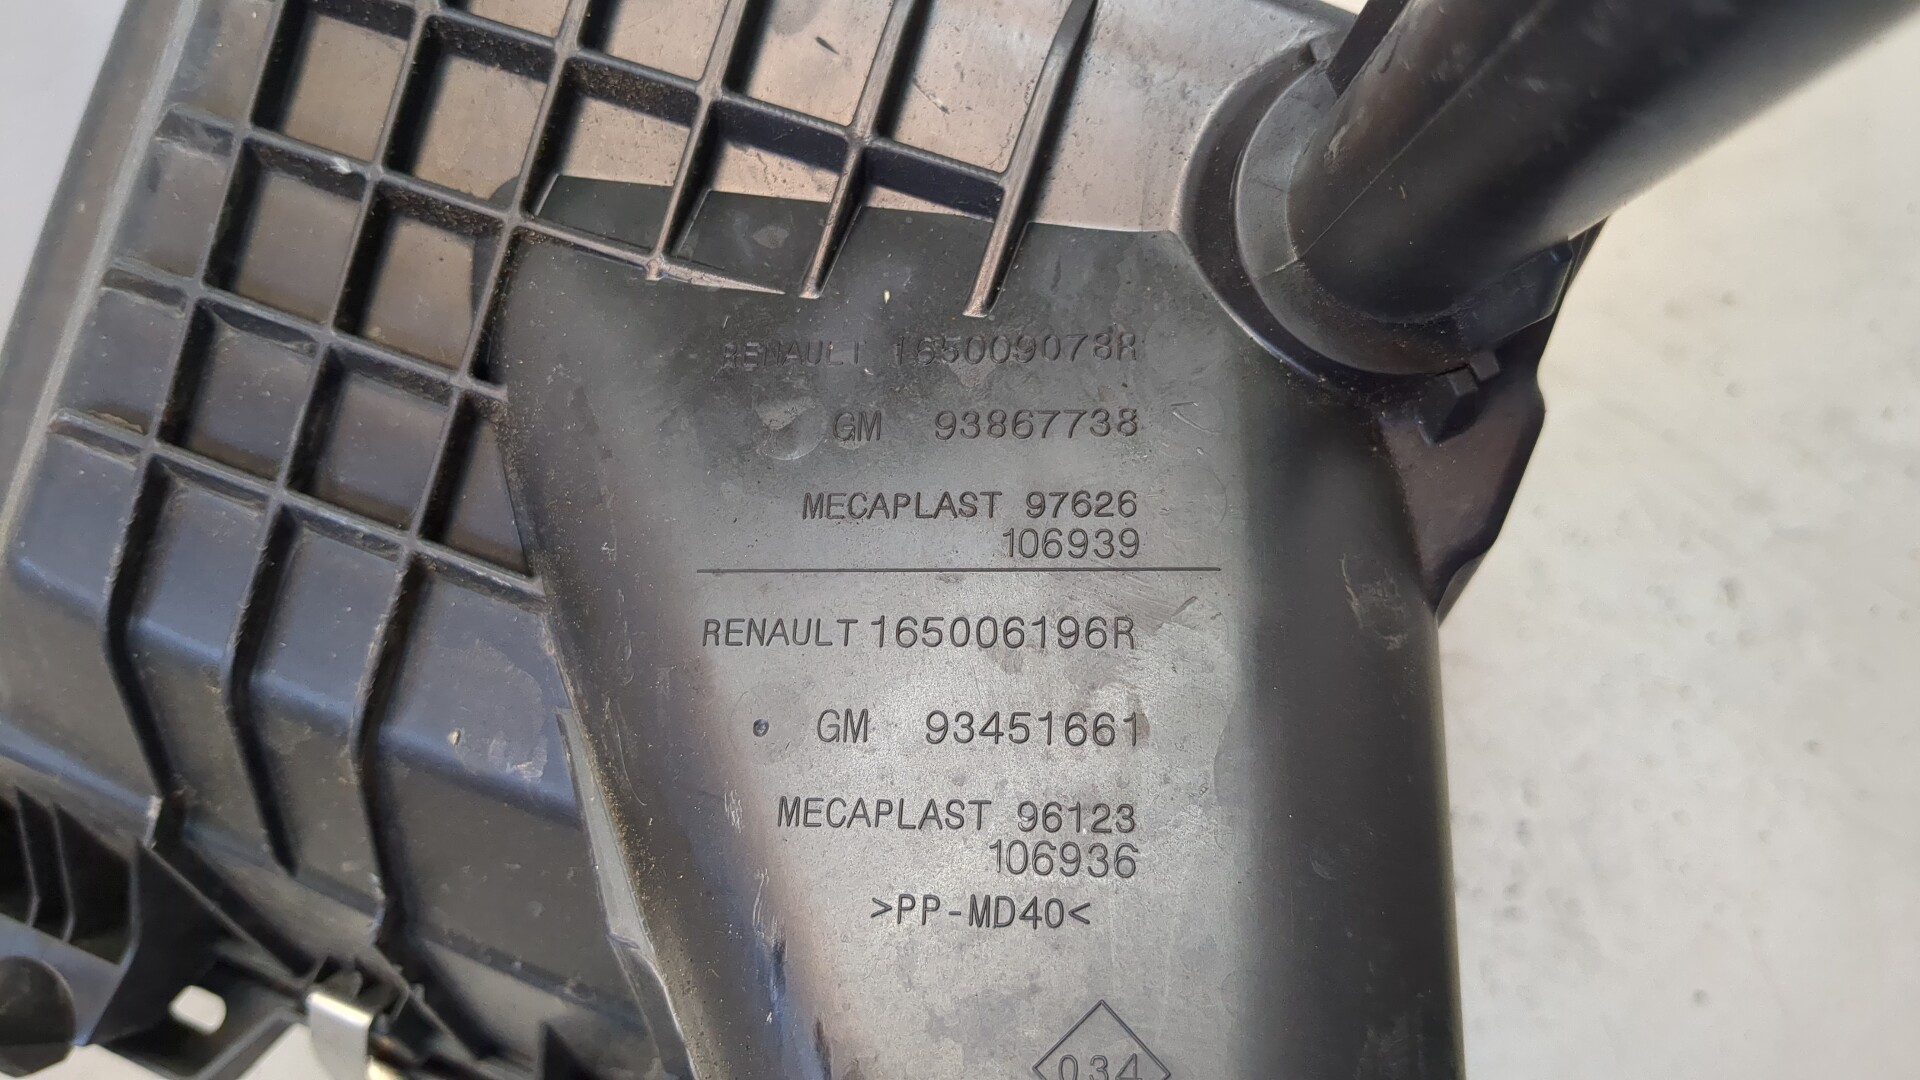 RENAULT 165009078R
GM 93867738
MECAPLAST 97626
106939
RENAULT 165006196R
GM 93451661
MECAPLAST 96123
106936
>PP-MD40<
034